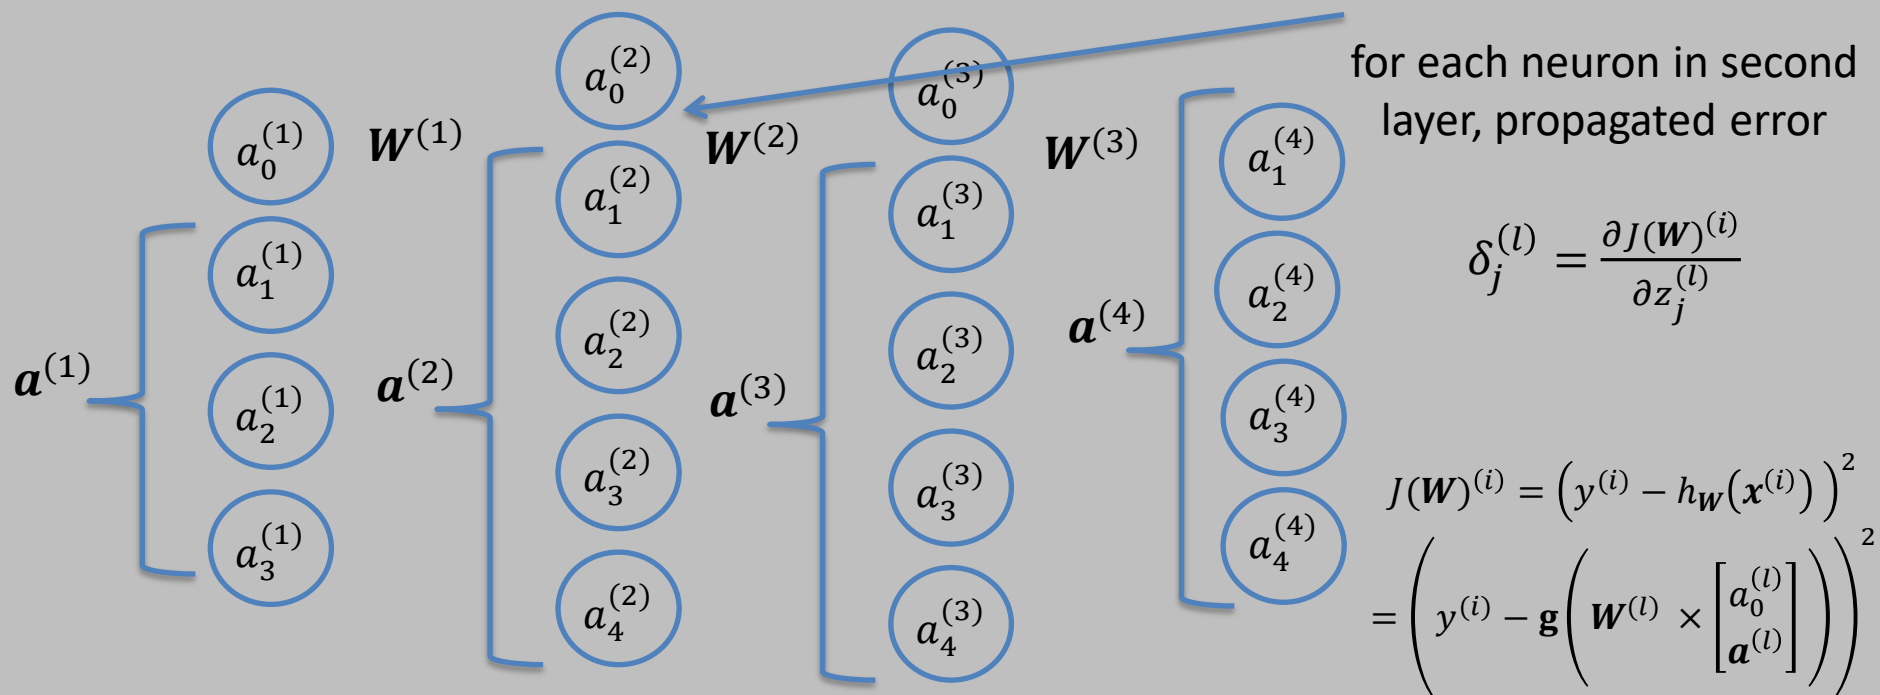 for each neuron in second
layer, propagated error
a_0^{(1)}
a_1^{(1)}
a_2^{(1)}
a_3^{(1)}
𝒂^{(1)}
𝑾^{(1)}
a_0^{(2)}
a_1^{(2)}
a_2^{(2)}
a_3^{(2)}
a_4^{(2)}
𝒂^{(2)}
𝑾^{(2)}
a_0^{(3)}
a_1^{(3)}
a_2^{(3)}
a_3^{(3)}
a_4^{(3)}
𝒂^{(3)}
𝑾^{(3)}
a_1^{(4)}
a_2^{(4)}
a_3^{(4)}
a_4^{(4)}
𝒂^{(4)}
δ_j^{(l)} = ∂J(𝑾)^{(i)} / ∂z_j^{(l)}
J(𝑾)^{(i)} = (y^{(i)} − h_𝑾(𝒙^{(i)}))^2
= (y^{(i)} − 𝐠(𝑾^{(l)} × [a_0^{(l)} 𝒂^{(l)}]))^2